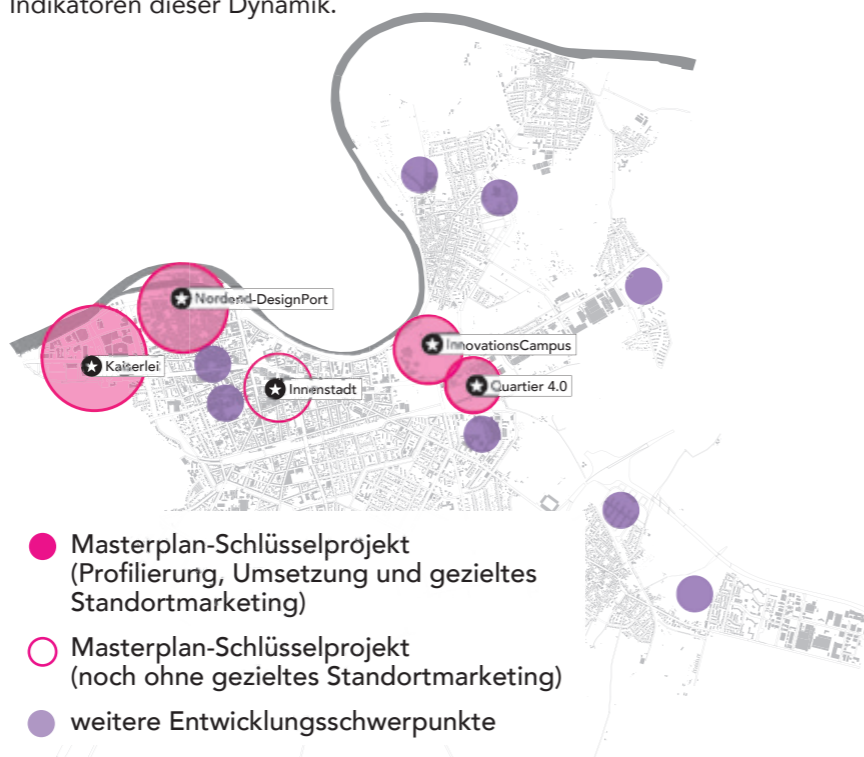 Indikatoren dieser Dynamik.
Nordend-DesignPort
InnovationsCampus
Kaiserlei
Quartier 4.0
Innenstadt
Masterplan-Schlüsselprojekt
(Profilierung, Umsetzung und gezieltes
Standortmarketing)
Masterplan-Schlüsselprojekt
(noch ohne gezieltes Standortmarketing)
weitere Entwicklungsschwerpunkte